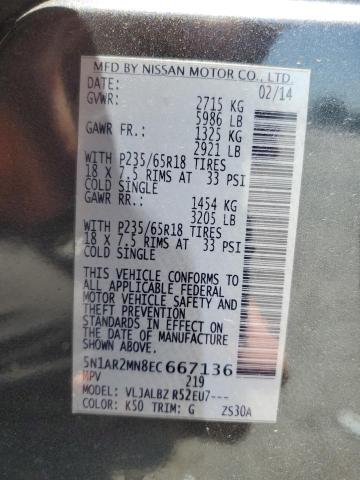 MFD BY NISSAN MOTOR CO., LTD.
DATE: 02/14
GVWR: 2715 KG
5986 LB
GAWR FR.: 1325 KG
2921 LB
WITH P235/65R18 TIRES
18 X 7.5 RIMS AT 33 PSI
COLD SINGLE
GAWR RR.: 1454 KG
3205 LB
WITH P235/65R18 TIRES
18 X 7.5 RIMS AT 33 PSI
COLD SINGLE
THIS VEHICLE CONFORMS TO
ALL APPLICABLE FEDERAL
MOTOR VEHICLE SAFETY AND
THEFT PREVENTION
STANDARDS IN EFFECT ON
THE DATE OF MANUFACTURE
SHOWN ABOVE.
5N1AR2MN8EC667136
MPV 219
MODEL: VLJALBZ R52EU7---
COLOR: K50 TRIM: G ZS30A